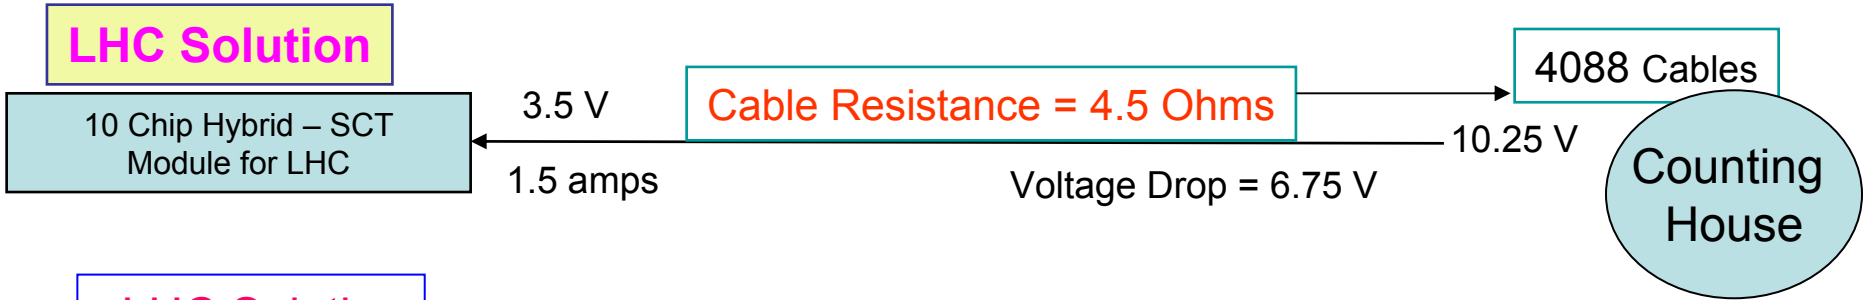 LHC Solution
4088 Cables
10 Chip Hybrid – SCT
Module for LHC
3.5 V
Cable Resistance = 4.5 Ohms
1.5 amps
Voltage Drop = 6.75 V
10.25 V
Counting
House